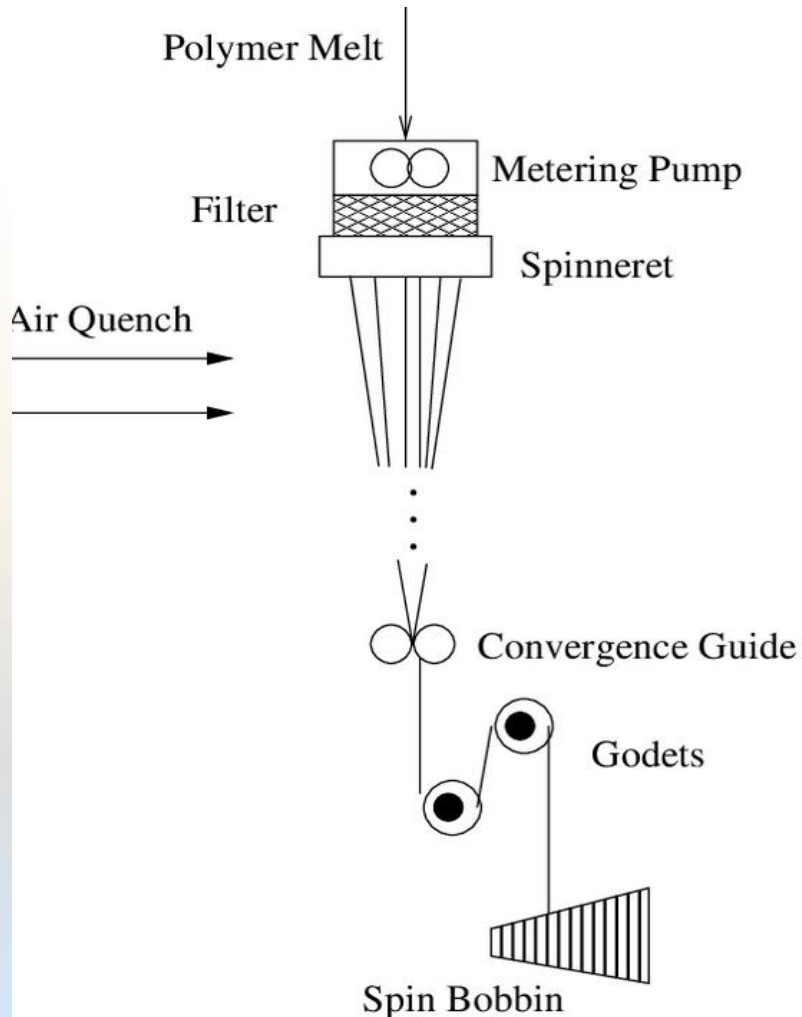 Polymer Melt
Metering Pump
Filter
Spinneret
Air Quench
Convergence Guide
Godets
Spin Bobbin